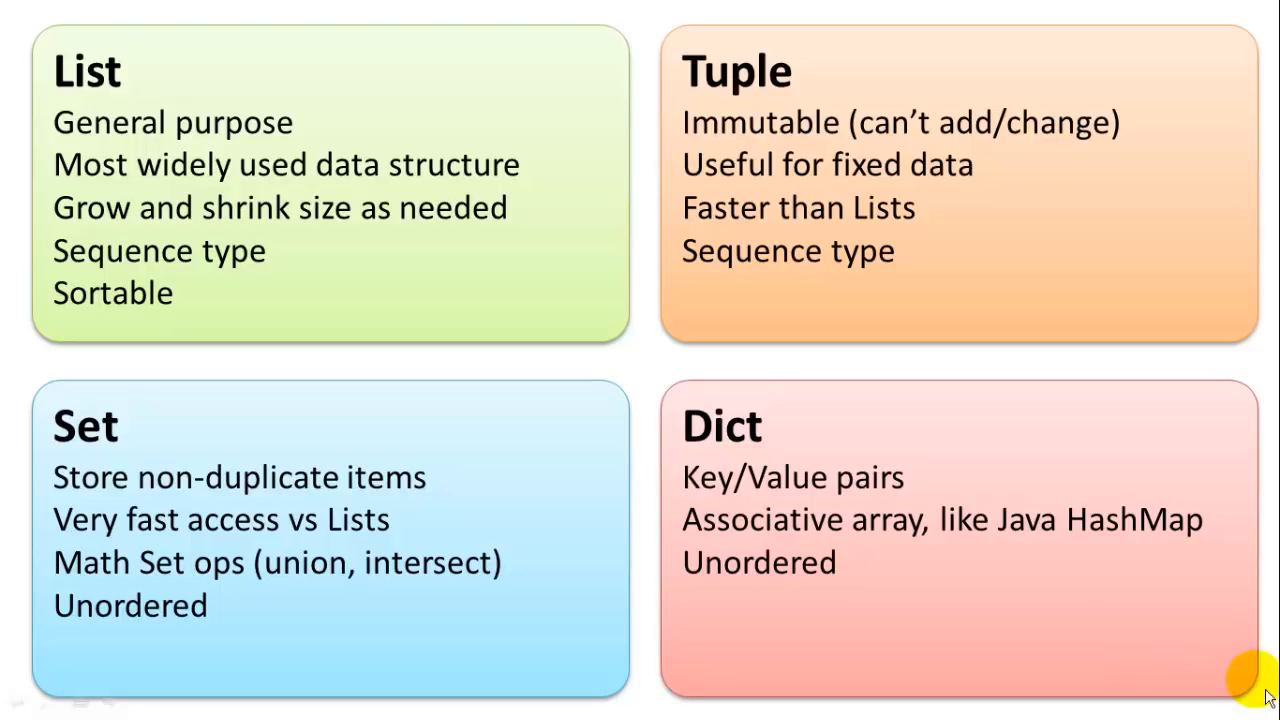 List
General purpose
Most widely used data structure
Grow and shrink size as needed
Sequence type
Sortable
Tuple
Immutable (can’t add/change)
Useful for fixed data
Faster than Lists
Sequence type
Set
Store non-duplicate items
Very fast access vs Lists
Math Set ops (union, intersect)
Unordered
Dict
Key/Value pairs
Associative array, like Java HashMap
Unordered